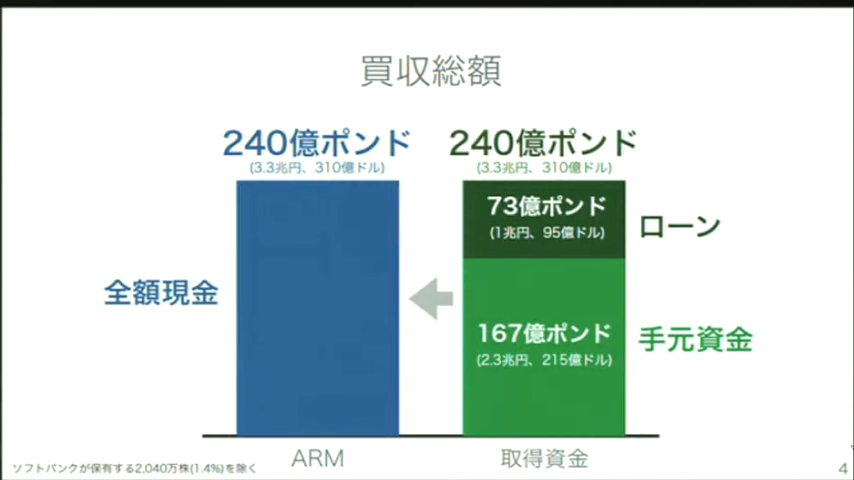 買収総額
240億ポンド
(3.3兆円、310億ドル)
240億ポンド
(3.3兆円、310億ドル)
73億ポンド
(1兆円、95億ドル)
ローン
全額現金
167億ポンド
(2.3兆円、215億ドル)
手元資金
ARM
取得資金
ソフトバンクが保有する2,040万株(1.4%)を除く
4